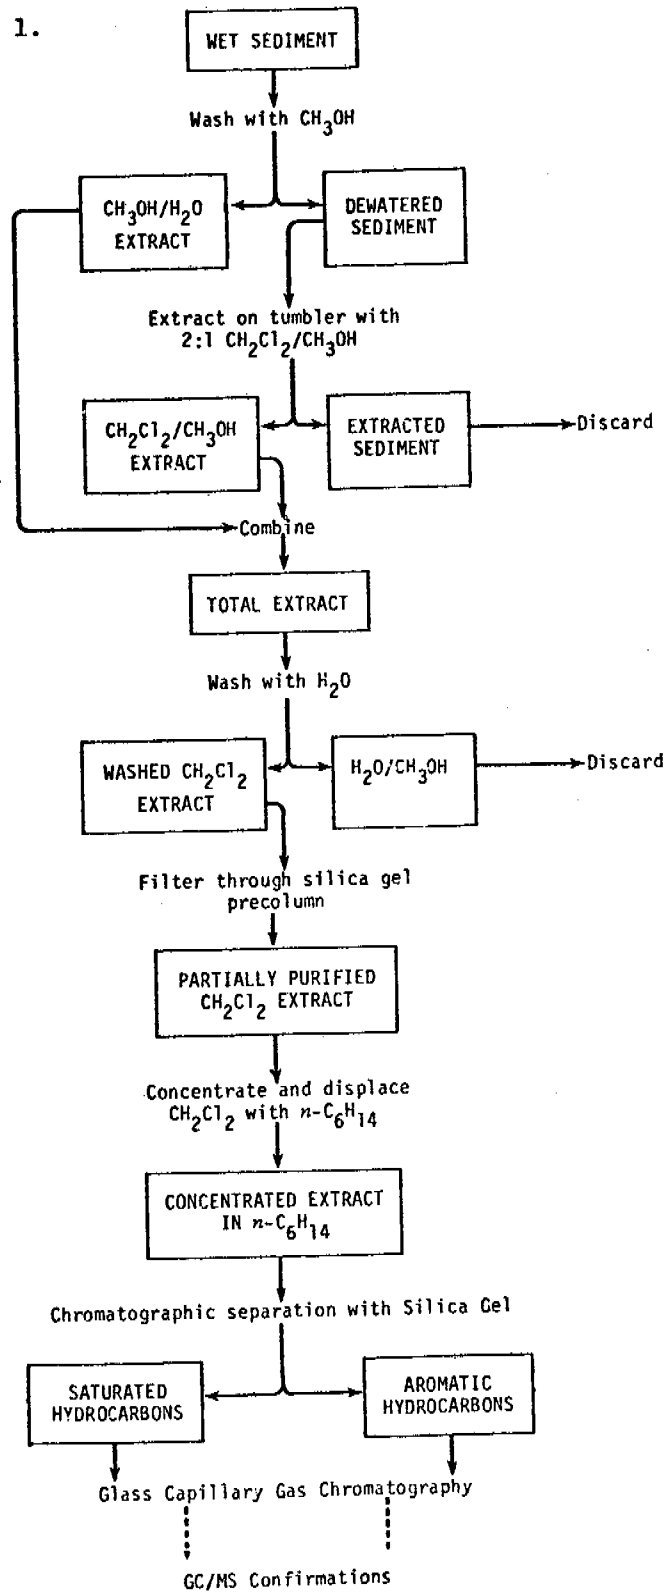 1.
WET SEDIMENT
Wash with CH3OH
CH3OH/H2O
EXTRACT
DEWATERED
SEDIMENT
Extract on tumbler with
2:1 CH2Cl2/CH3OH
CH2Cl2/CH3OH
EXTRACT
EXTRACTED
SEDIMENT
Discard
Combine
TOTAL EXTRACT
Wash with H2O
WASHED CH2Cl2
EXTRACT
H2O/CH3OH
Discard
Filter through silica gel
precolumn
PARTIALLY PURIFIED
CH2Cl2 EXTRACT
Concentrate and displace
CH2Cl2 with n-C6H14
CONCENTRATED EXTRACT
IN n-C6H14
Chromatographic separation with Silica Gel
SATURATED
HYDROCARBONS
AROMATIC
HYDROCARBONS
Glass Capillary Gas Chromatography
GC/MS Confirmations